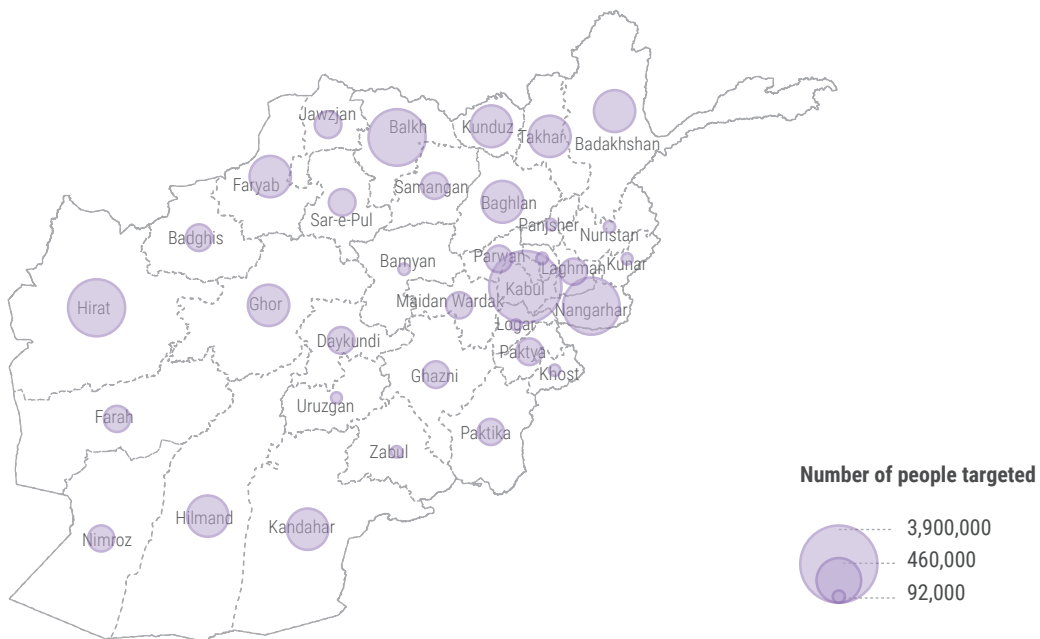 Jawzjan
Balkh
Kunduz
Takhar
Badakhshan
Faryab
Samangan
Sar-e-Pul
Baghlan
Panjsher
Nuristan
Badghis
Parwan
Bamyan
Laghman
Kunar
Kabul
Hirat
Ghor
Maidan Wardak
Nangarhar
Logar
Daykundi
Paktya
Ghazni
Khost
Uruzgan
Farah
Paktika
Zabul
Hilmand
Kandahar
Nimroz
Number of people targeted
3,900,000
460,000
92,000